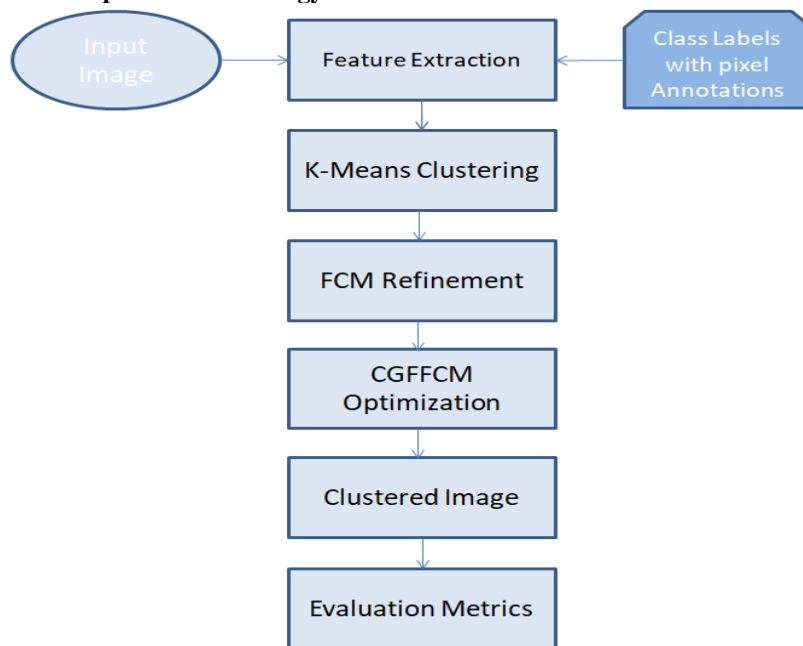 Input
Image
Feature Extraction
Class Labels
with pixel
Annotations
K-Means Clustering
FCM Refinement
CGFFCM
Optimization
Clustered Image
Evaluation Metrics